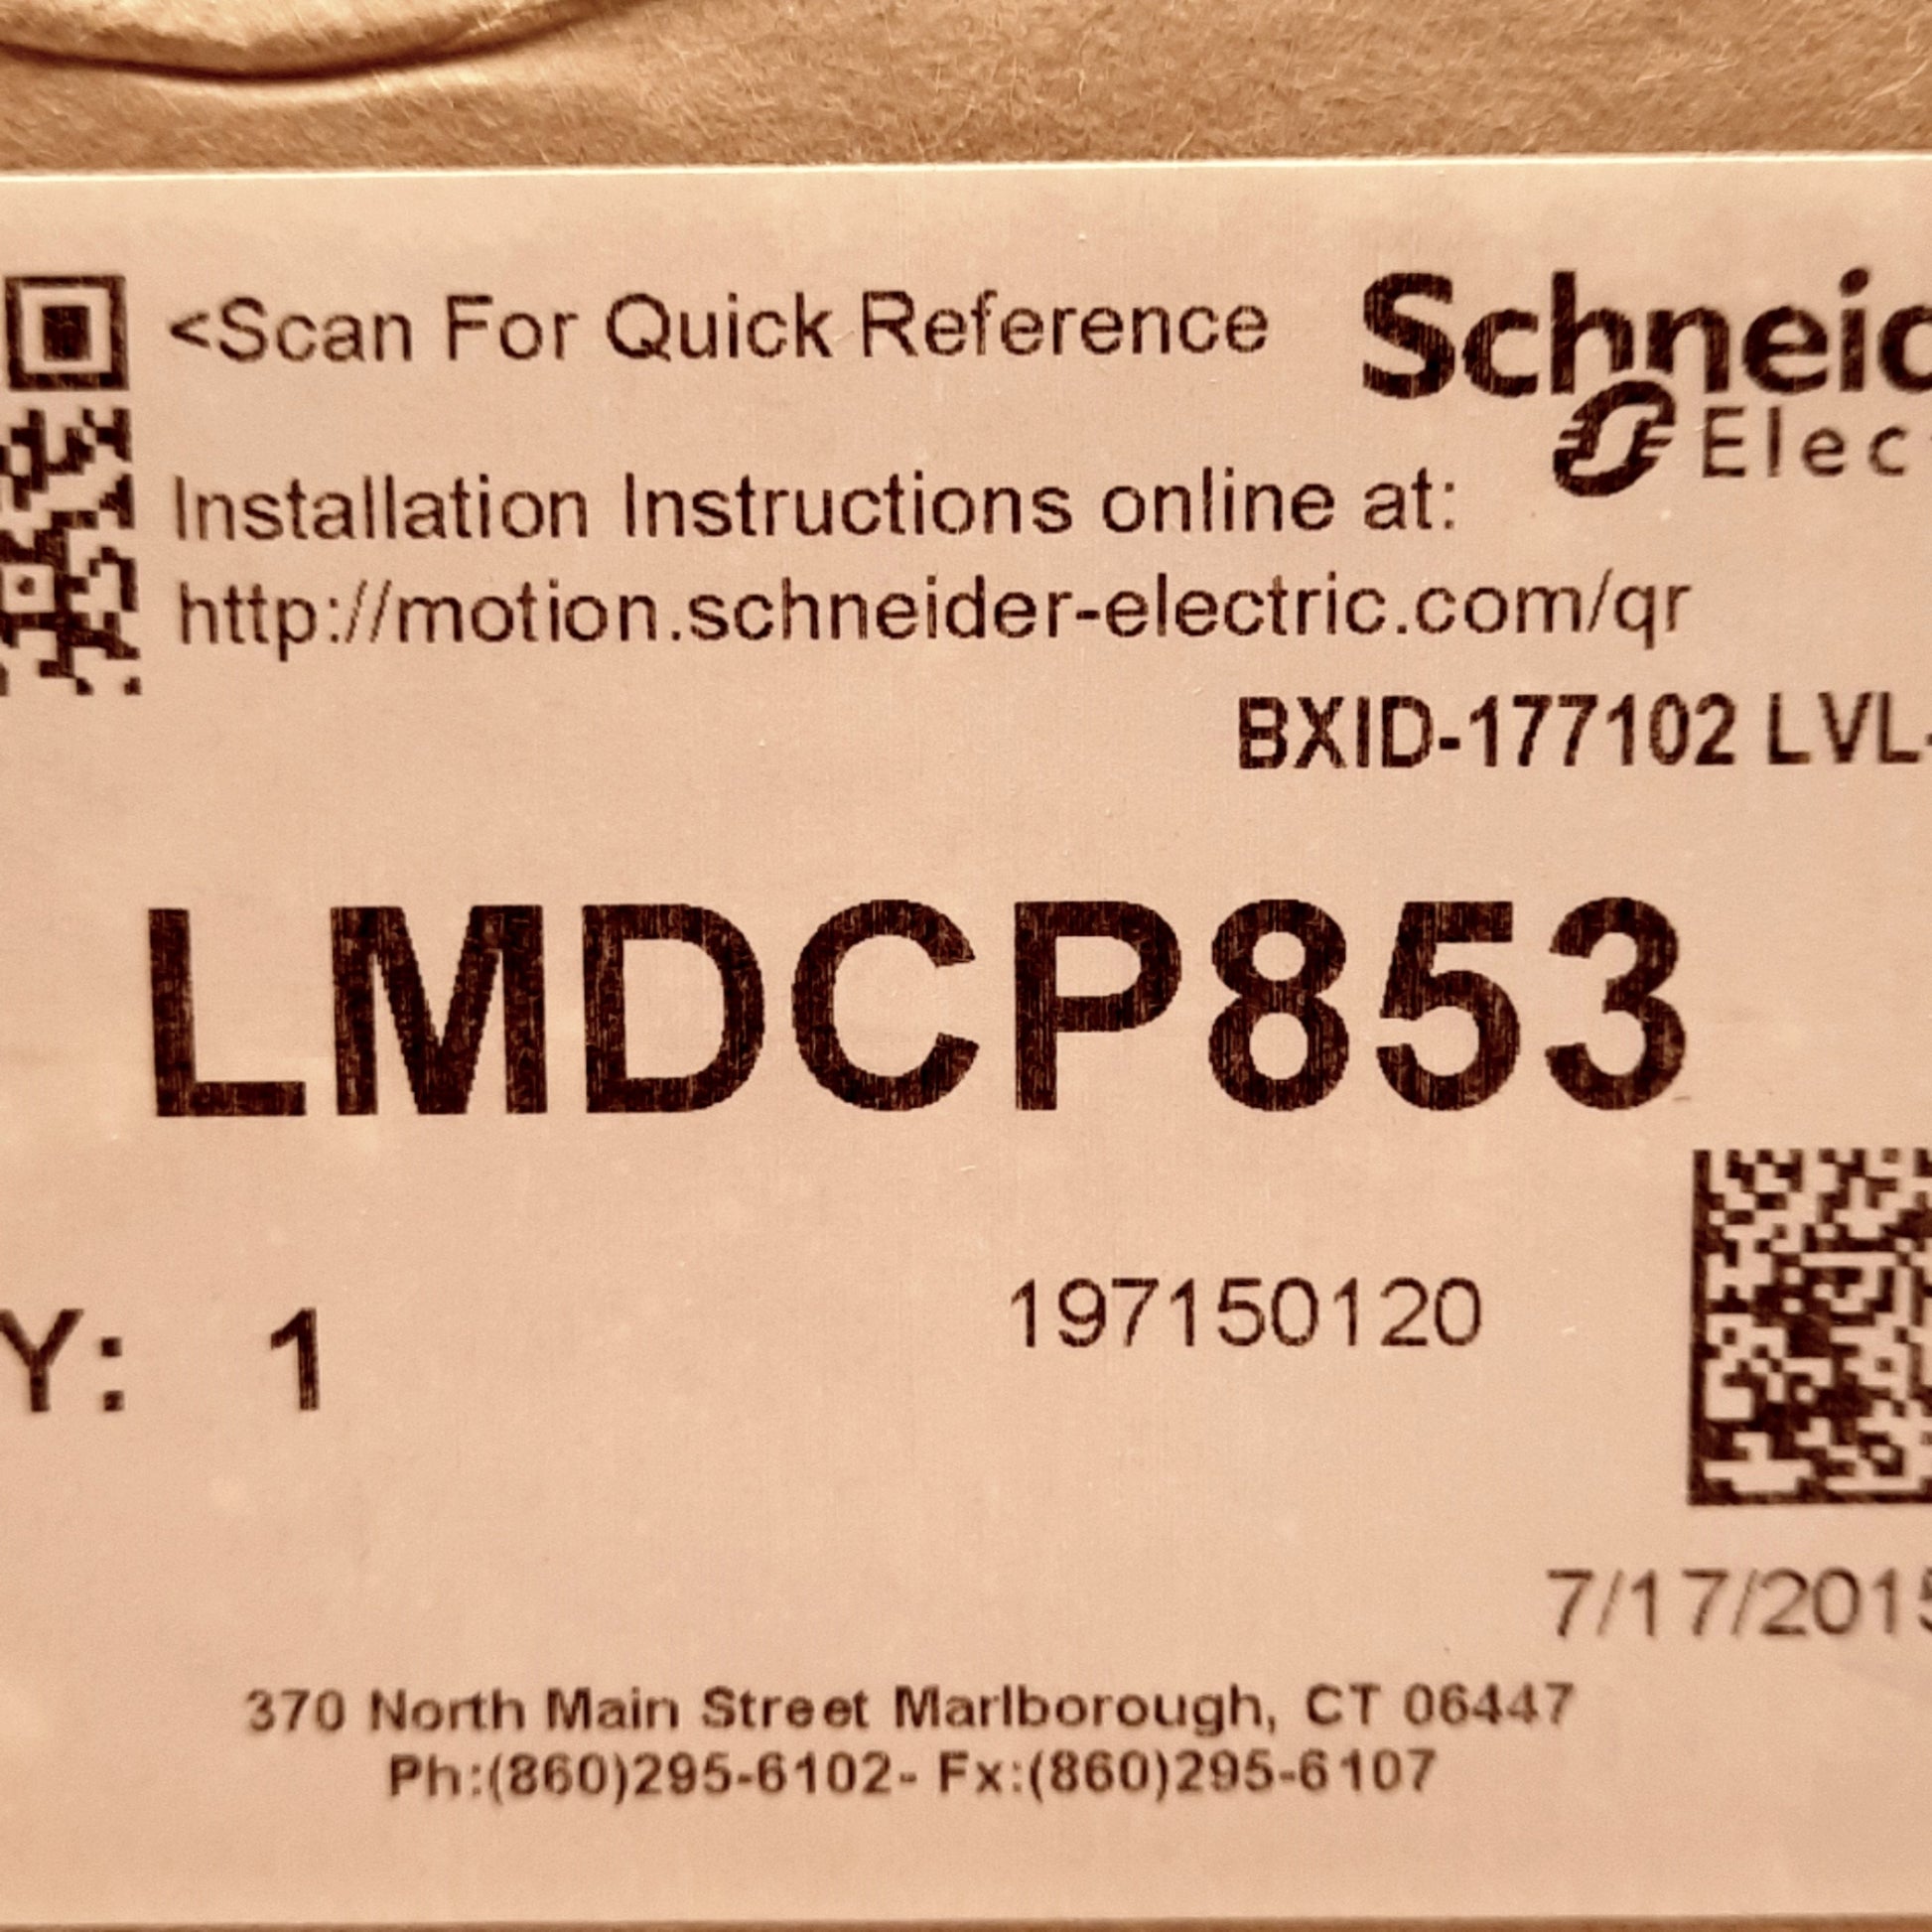 <Scan For Quick Reference
Schneid
Elec
Installation Instructions online at:
http://motion.schneider-electric.com/qr
BXID-177102 LVL-
LMDCP853
Y: 1
197150120
7/17/2015
370 North Main Street Marlborough, CT 06447
Ph:(860)295-6102- Fx:(860)295-6107